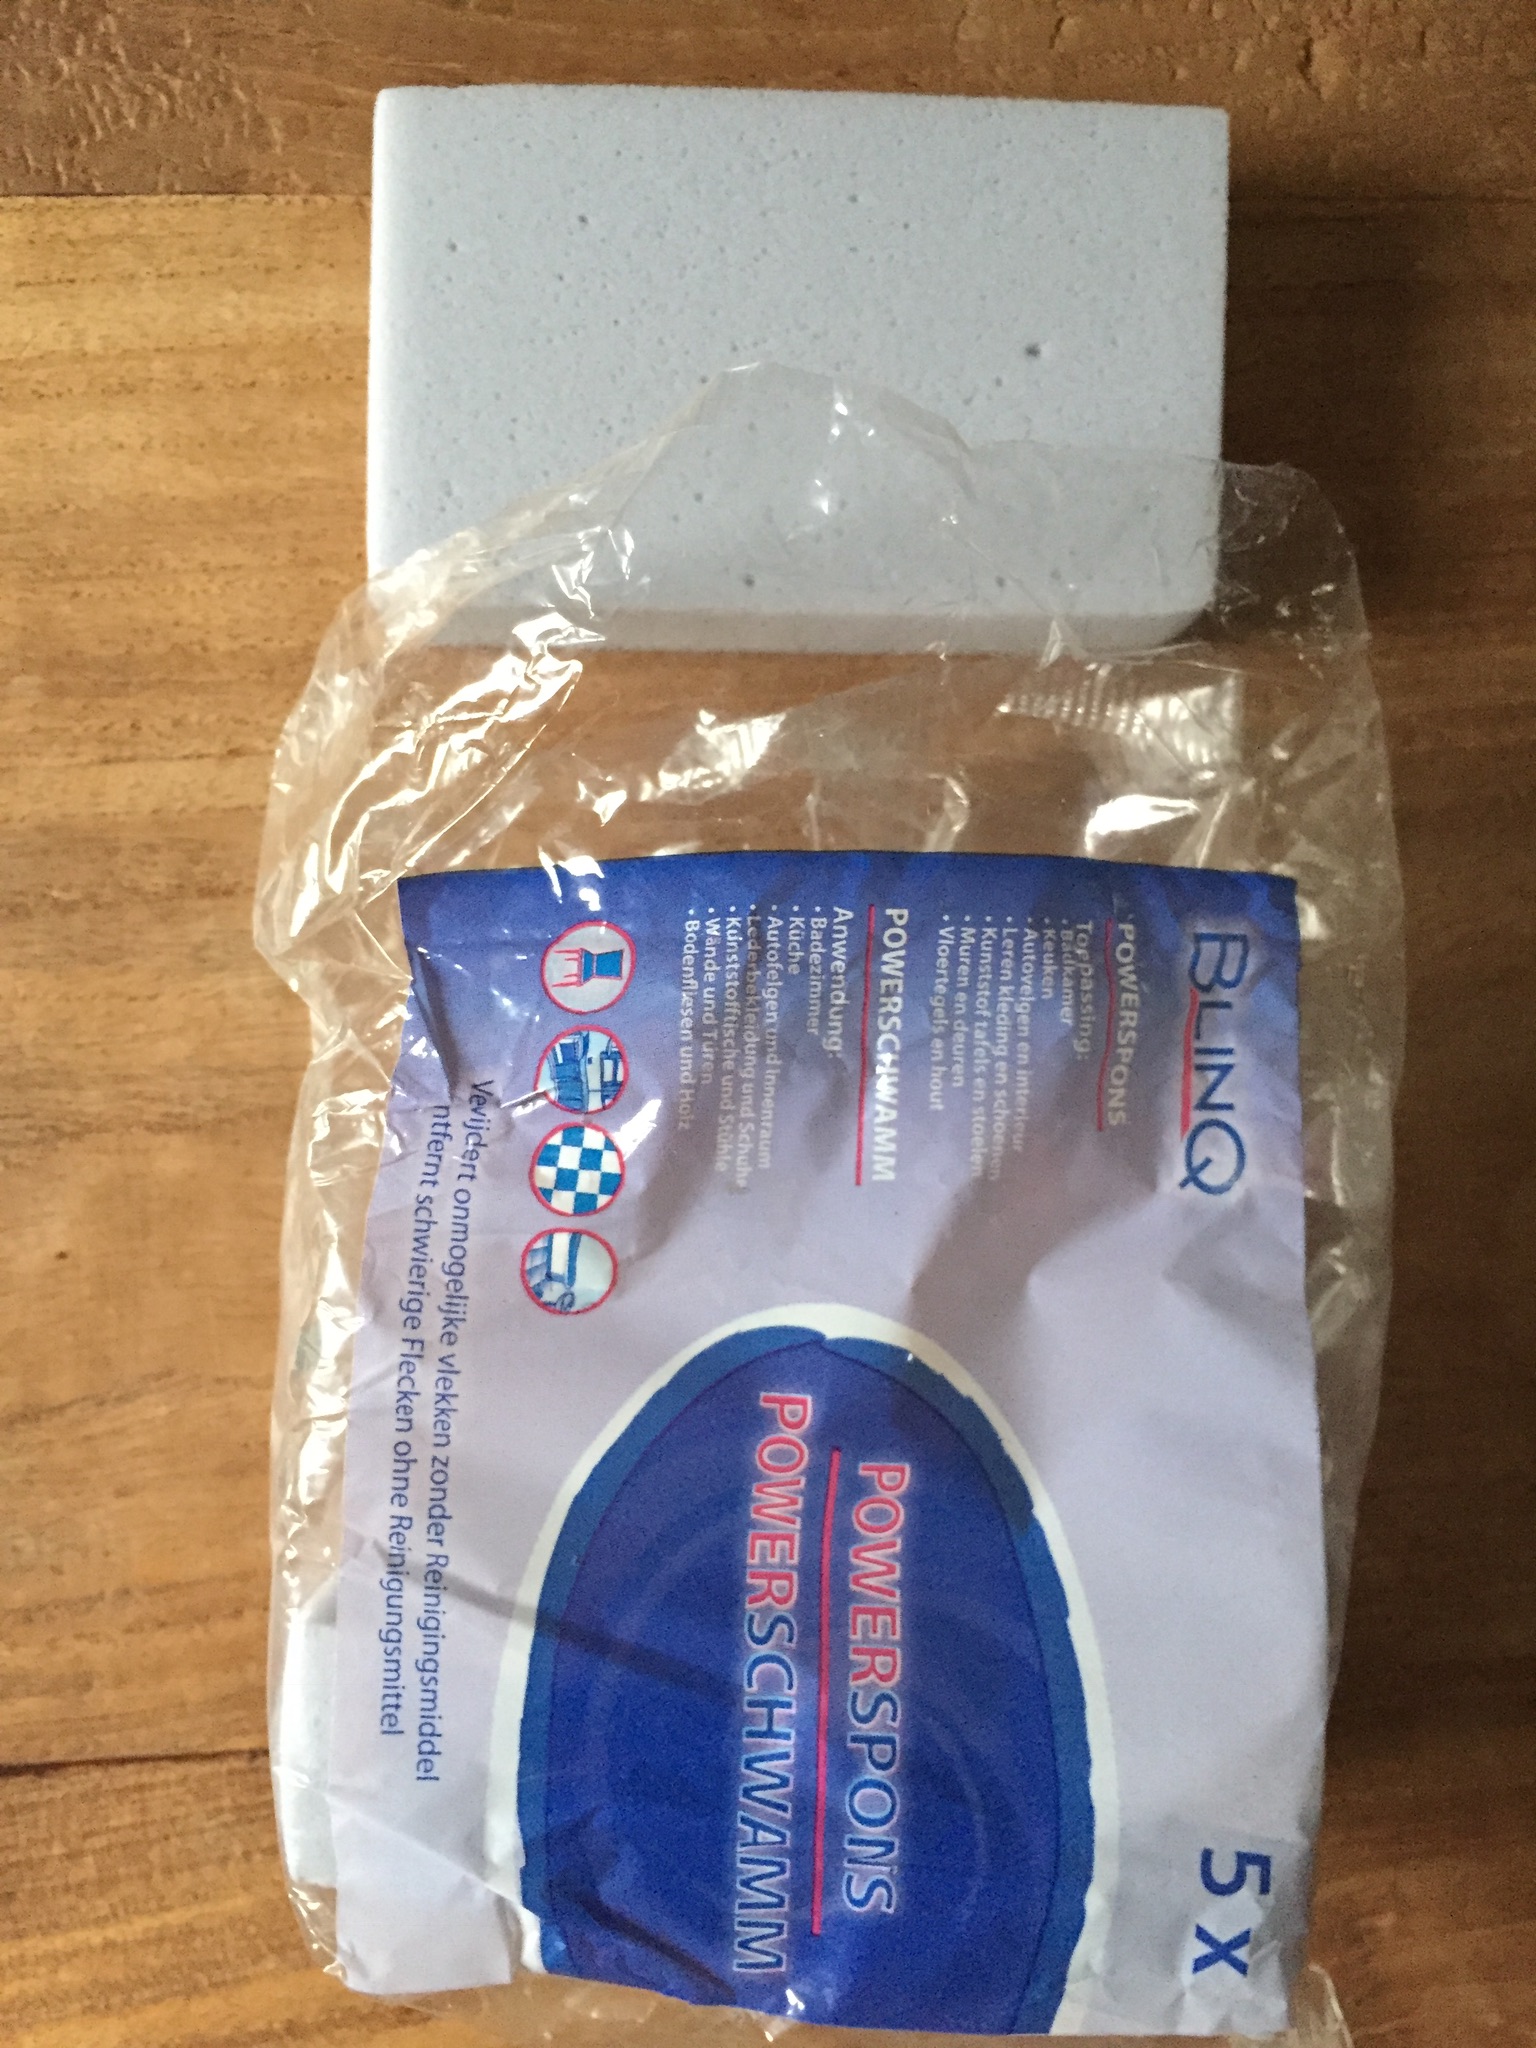 BLINQ
POWERSPONS
Toepassing:
• Badkamer
• Keuken
• Autovelgen en interieur
• Leren kleding en schoenen
• Kunststof tafels en stoelen
• Muren en deuren
• Vloertegels en hout
POWERSCHWAMM
Anwendung:
• Badezimmer
• Küche
• Autofelgen und Innenraum
• Lederbekleidung und Schuhe
• Kunststofftische und Stühle
• Wände und Türen
• Bodenfliesen und Holz
Vewijdert onmogelijke vlekken zonder Reinigingsmiddel
ntfernt schwierige Flecken ohne Reinigungsmittel
5 x
POWERSPONS
POWERSCHWAMM